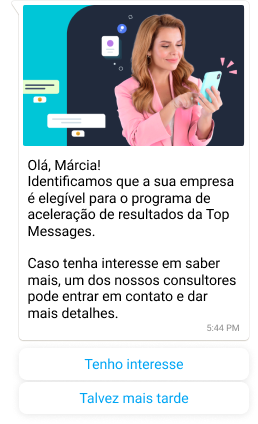 Olá, Márcia!
Identificamos que a sua empresa
é elegível para o programa de
aceleração de resultados da Top
Messages.
Caso tenha interesse em saber
mais, um dos nossos consultores
pode entrar em contato e dar
mais detalhes.
5:44 PM
Tenho interesse
Talvez mais tarde